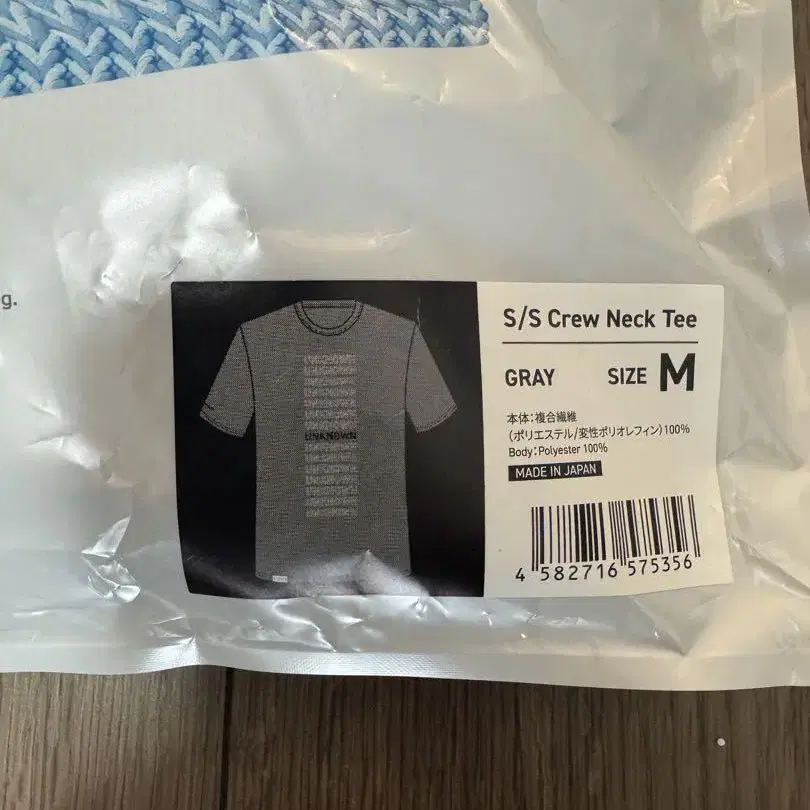 g.
UNKNOWN
S/S Crew Neck Tee
GRAY SIZE M
本体：複合繊維
（ポリエステル/変性ポリオレフィン）100%
Body：Polyester 100%
MADE IN JAPAN
4 582716 575356